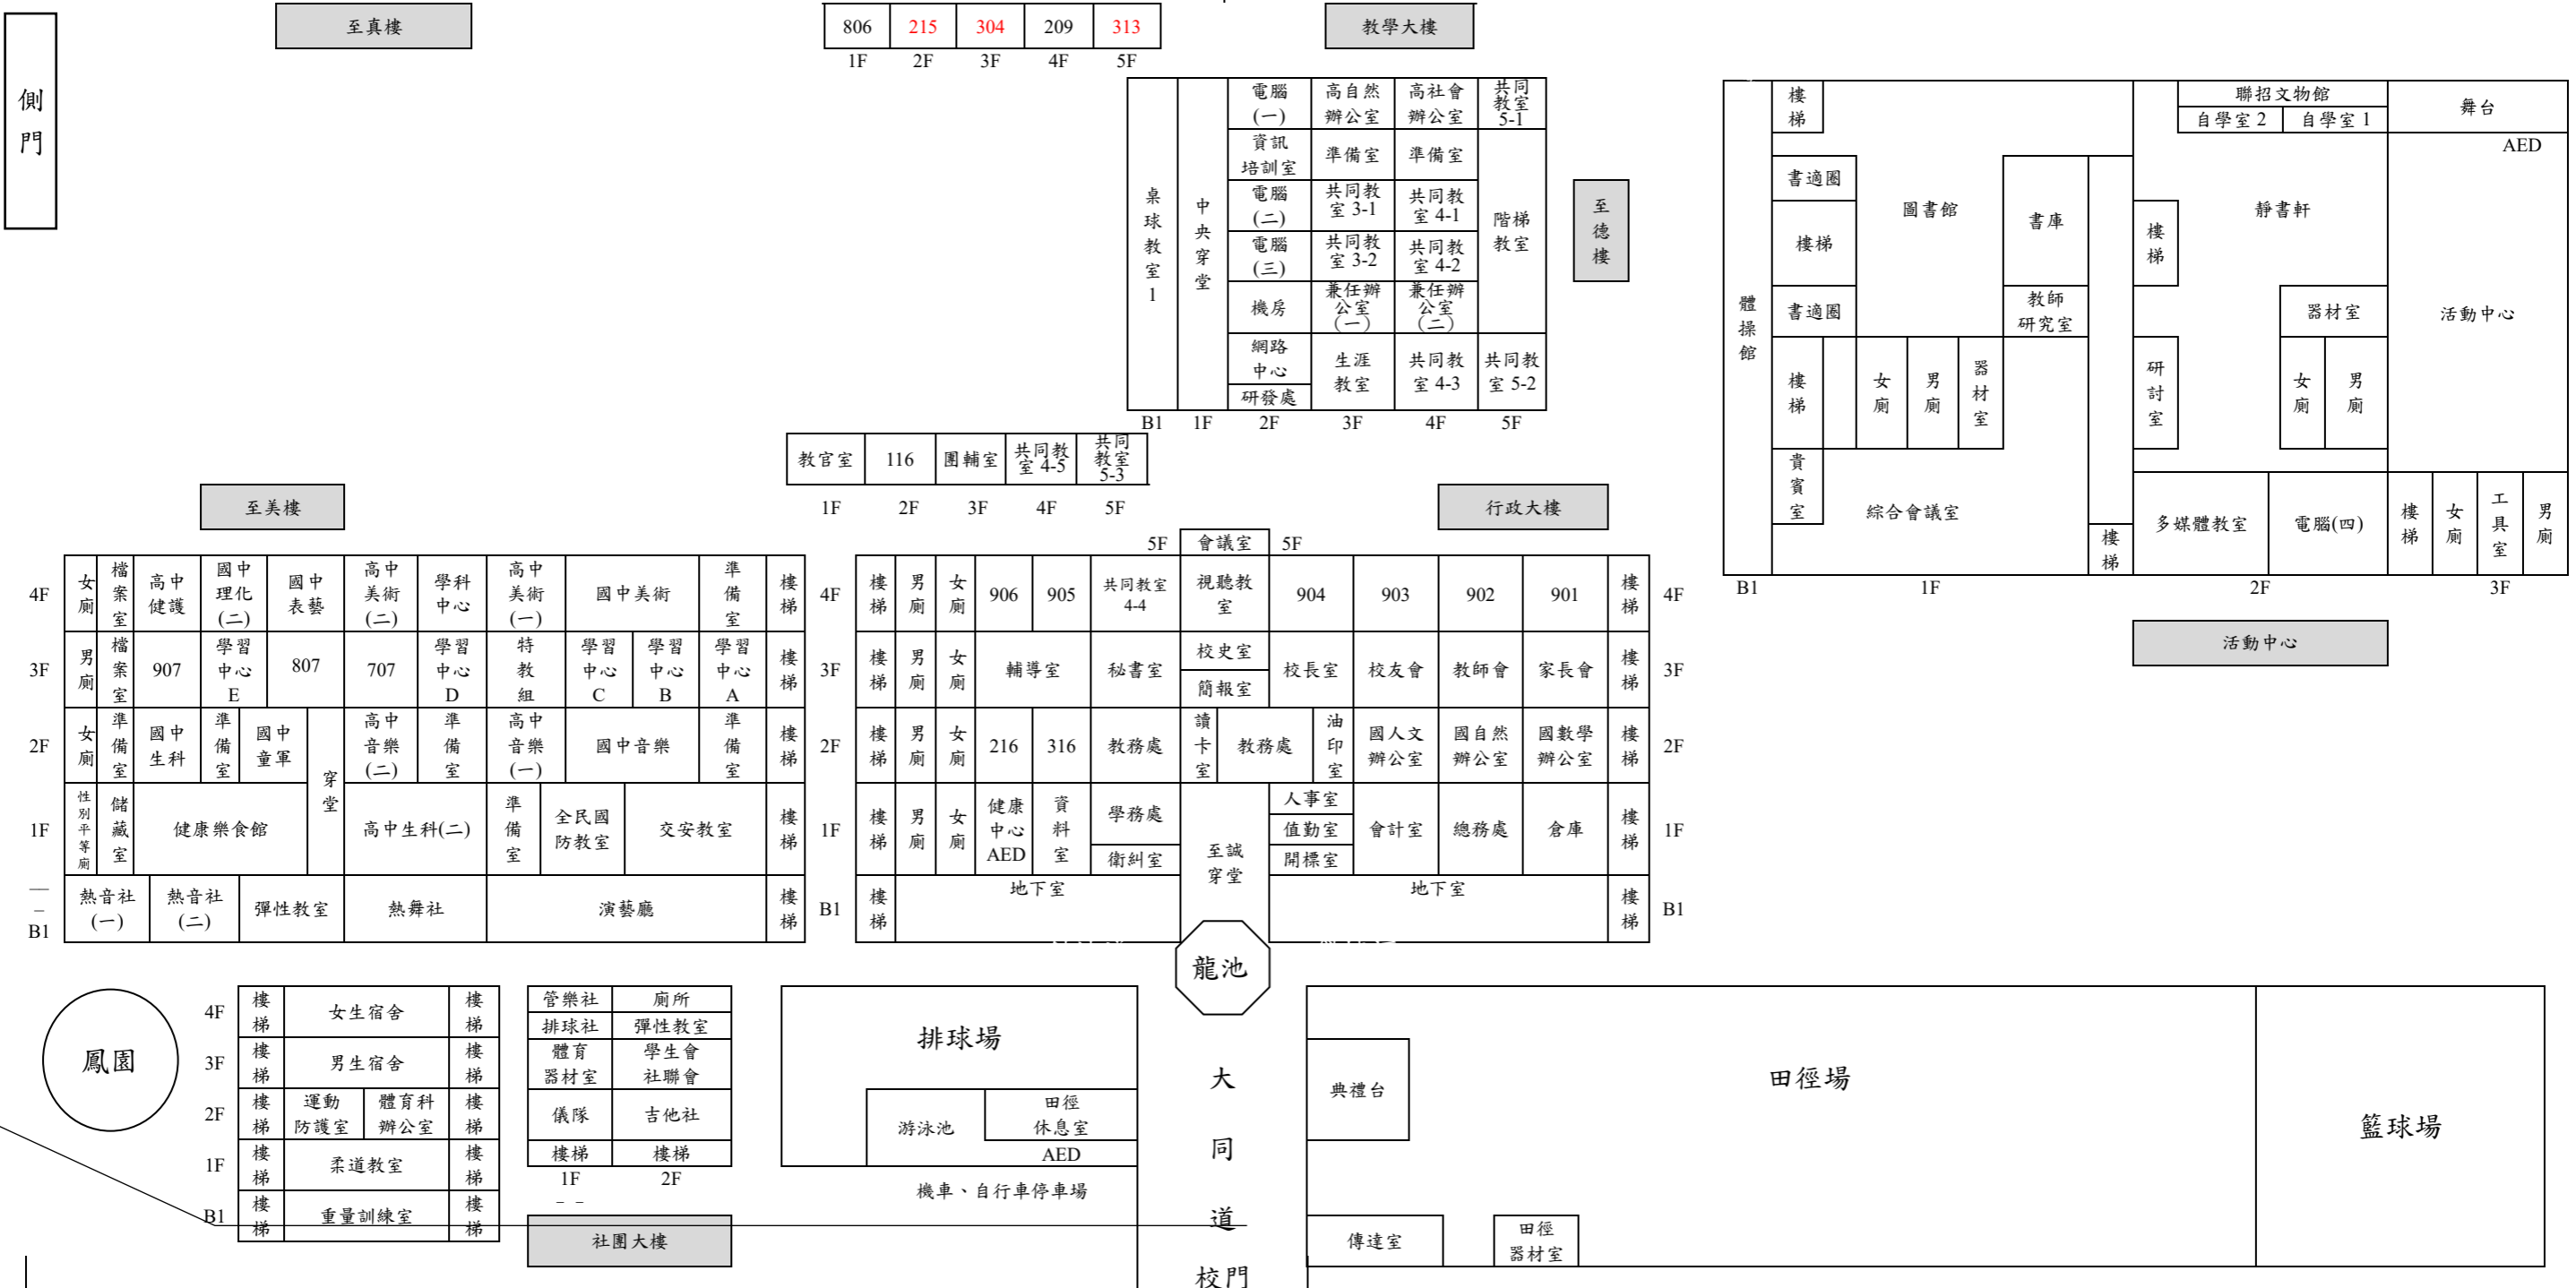 側門
至真樓
806 215 304 209 313
1F 2F 3F 4F 5F
教學大樓
桌球教室1
中央穿堂
電腦
(一)
高自然
辦公室
高社會
辦公室
共同
教室
5-1
資訊
培訓室
準備室
準備室
電腦
(二)
共同教
室 3-1
共同教
室 4-1
階梯
教室
電腦
(三)
共同教
室 3-2
共同教
室 4-2
機房
兼任辦
公室
(一)
兼任辦
公室
(二)
網路
中心
研發處
生涯
教室
共同教
室 4-3
共同教
室 5-2
B1 1F 2F 3F 4F 5F
至德樓
體操館
樓梯
書適圈
樓梯
書適圈
樓梯
貴賓室
圖書館
書庫
教師
研究室
女廁
男廁
器材室
綜合會議室
樓梯
聯招文物館
自學室 2
自學室 1
靜書軒
樓梯
器材室
研討室
女廁
男廁
多媒體教室
電腦(四)
舞台
AED
活動中心
樓梯
女廁
工具室
男廁
B1 1F 2F 3F
活動中心
教官室
116
團輔室
共同教
室 4-5
共同
教室
5-3
1F 2F 3F 4F 5F
至美樓
行政大樓
4F
女廁
檔案室
高中
健護
國中
理化
(二)
國中
表藝
高中
美術
(二)
學科
中心
高中
美術
(一)
國中美術
準備室
樓梯
4F
3F
男廁
檔案室
907
學習
中心
E
807
707
學習
中心
D
特教組
學習
中心
C
學習
中心
B
學習
中心
A
樓梯
3F
2F
女廁
準備室
國中
生科
準備室
國中
童軍
穿堂
高中
音樂
(二)
準備室
高中
音樂
(一)
國中音樂
準備室
樓梯
2F
1F
性別平等廁
儲藏室
健康樂食館
高中生科(二)
準備室
全民國
防教室
交安教室
樓梯
1F
B1
熱音社
(一)
熱音社
(二)
彈性教室
熱舞社
演藝廳
樓梯
B1
5F
會議室
5F
樓梯
男廁
女廁
906
905
共同教室
4-4
視聽教
室
904
903
902
901
樓梯
4F
樓梯
男廁
女廁
輔導室
秘書室
校史室
簡報室
校長室
校友會
教師會
家長會
樓梯
3F
樓梯
男廁
女廁
216
316
教務處
讀卡室
教務處
油印室
國人文
辦公室
國自然
辦公室
國數學
辦公室
樓梯
2F
樓梯
男廁
女廁
健康
中心
AED
資料室
學務處
衛糾室
至誠
穿堂
人事室
值勤室
開標室
會計室
總務處
倉庫
樓梯
1F
樓梯
地下室
地下室
樓梯
B1
龍池
鳳園
4F
樓梯
女生宿舍
樓梯
3F
樓梯
男生宿舍
樓梯
2F
樓梯
運動
防護室
體育科
辦公室
樓梯
1F
樓梯
柔道教室
樓梯
B1
樓梯
重量訓練室
樓梯
管樂社
廁所
排球社
彈性教室
體育
器材室
學生會
社聯會
儀隊
吉他社
樓梯
樓梯
1F 2F
社團大樓
排球場
游泳池
田徑
休息室
AED
機車、自行車停車場
大同道
校門
典禮台
田徑場
籃球場
傳達室
田徑
器材室